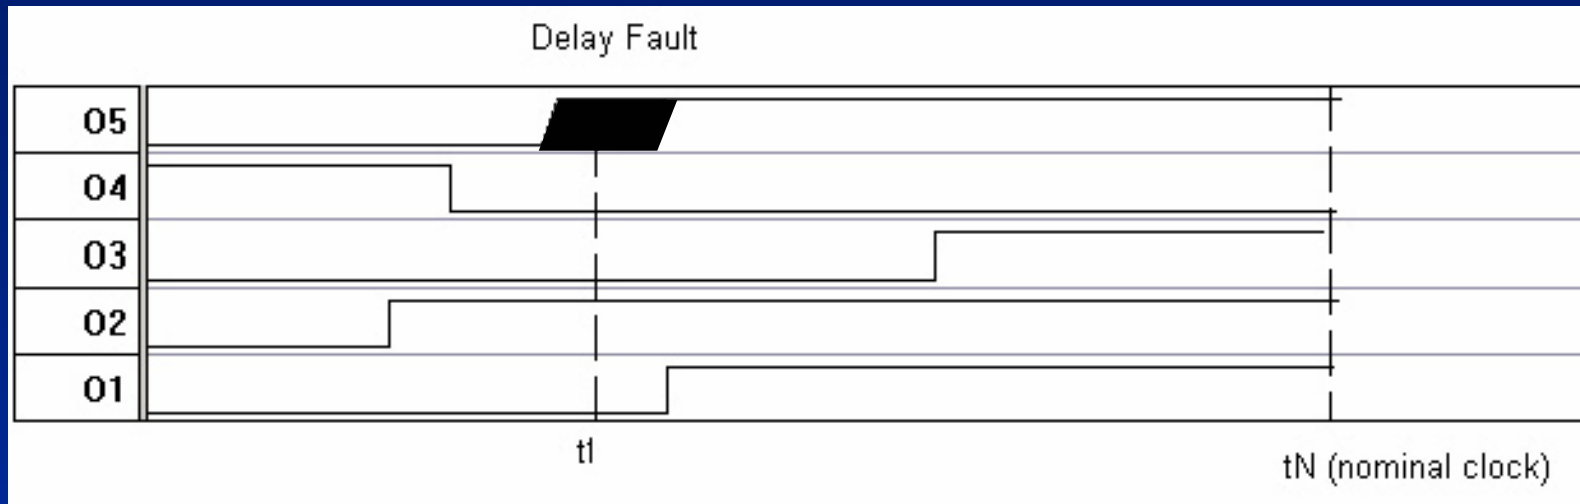 Delay Fault
O5
O4
O3
O2
O1
t1
tN (nominal clock)